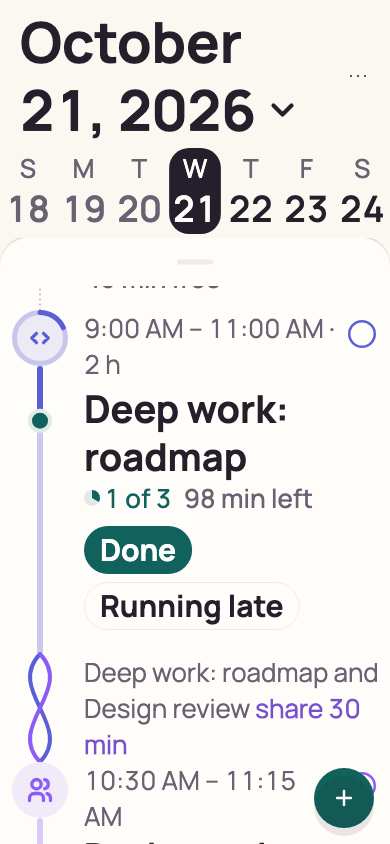 October
21, 2026
...
S M T W T F S
18 19 20 21 22 23 24
9:00 AM – 11:00 AM ·
2 h
Deep work:
roadmap
1 of 3 98 min left
Done
Running late
Deep work: roadmap and
Design review share 30
min
10:30 AM – 11:15
AM
+